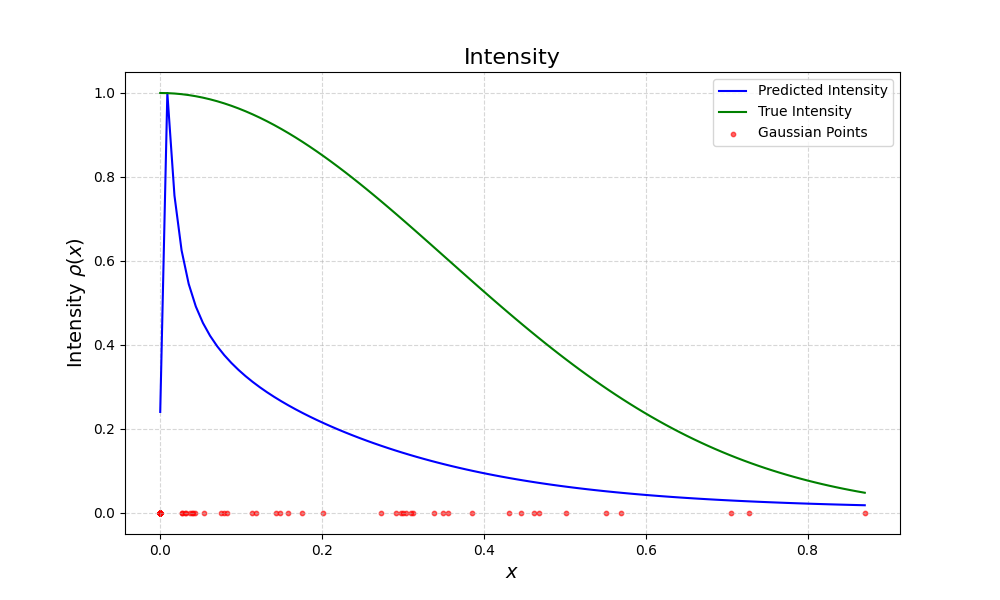 Intensity
Predicted Intensity
True Intensity
Gaussian Points
Intensity ρ(x)
1.0
0.8
0.6
0.4
0.2
0.0
0.0 0.2 0.4 0.6 0.8
x